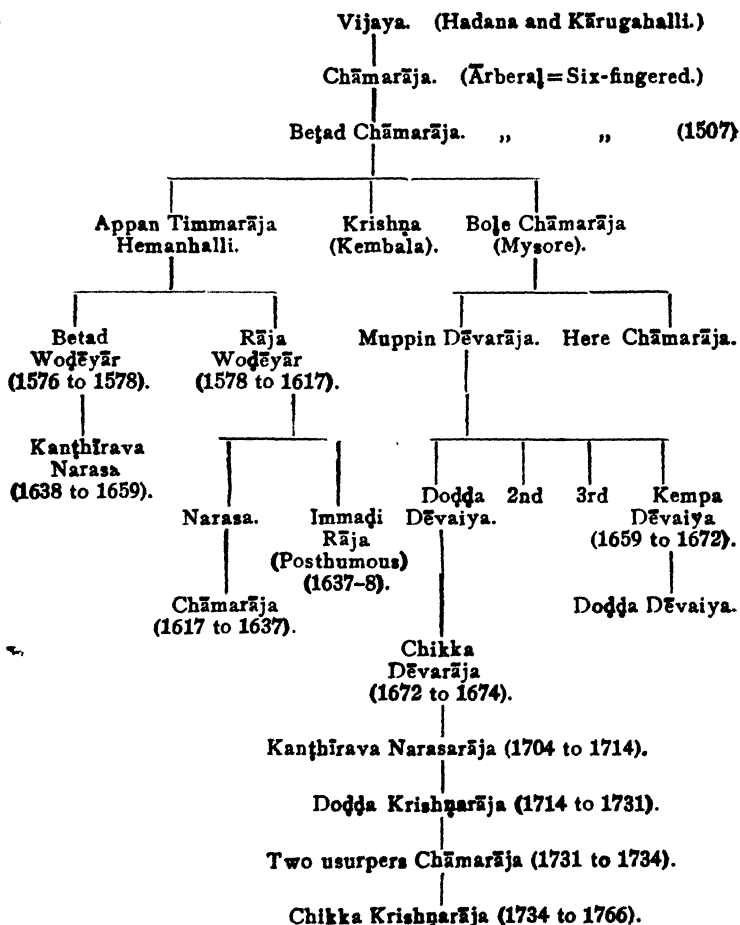 Vijaya. (Hadana and Kārugahalli.)
Chāmarāja. (Ārberaḷ=Six-fingered.)
Beṭad Chāmarāja. ,, ,, (1507)
Appan Timmarāja Hemanhalli.
Krishṇa (Kembala).
Boḷe Chāmarāja (Mysore).
Betad
Woḍēyār
(1576 to 1578).
Rāja
Woḍēyār
(1578 to 1617).
Muppin Dēvarāja. Here Chāmarāja.
Kanṭhīrava
Narasa
(1638 to 1659).
Narasa.
Immaḍi
Rāja
(Posthumous)
(1637–8).
Doḍḍa
Dēvaiya.
2nd
3rd
Kempa
Dēvaiya
(1659 to 1672).
Chāmarāja
(1617 to 1637).
Doḍḍa Dēvaiya.
Chikka
Dēvarāja
(1672 to 1674).
Kanṭhīrava Narasarāja (1704 to 1714).
Doḍḍa Krishṇarāja (1714 to 1731).
Two usurpers Chāmarāja (1731 to 1734).
Chikka Krishṇarāja (1734 to 1766).